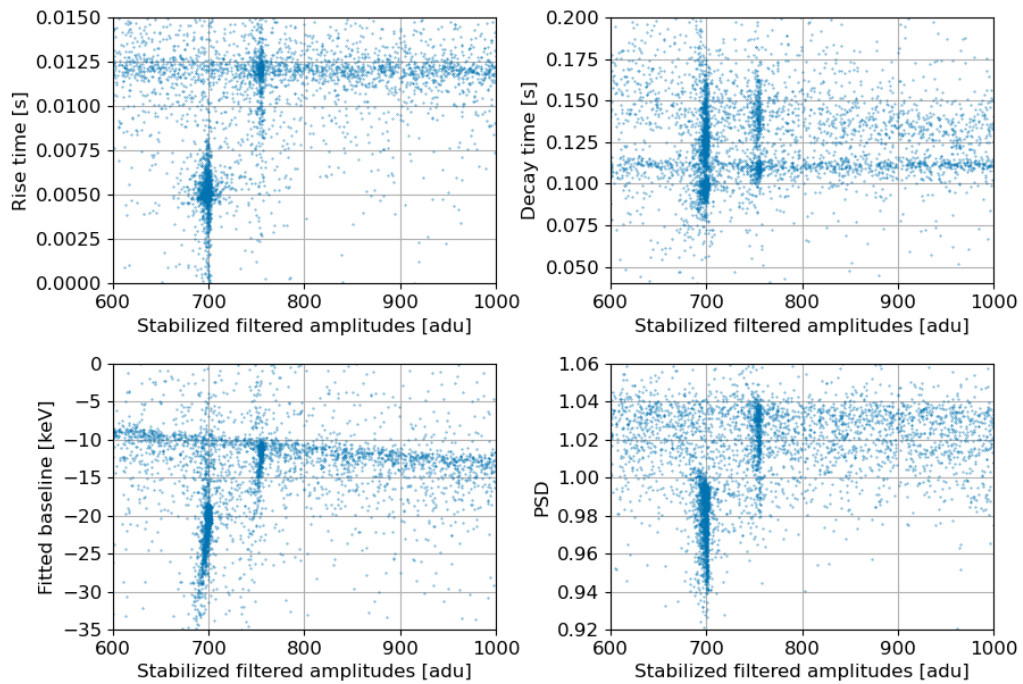 0.0150
0.0125
0.0100
0.0075
0.0050
0.0025
0.0000
Rise time [s]
600 700 800 900 1000
Stabilized filtered amplitudes [adu]
0.200
0.175
0.150
0.125
0.100
0.075
0.050
Decay time [s]
600 700 800 900 1000
Stabilized filtered amplitudes [adu]
0
−5
−10
−15
−20
−25
−30
−35
Fitted baseline [keV]
600 700 800 900 1000
Stabilized filtered amplitudes [adu]
1.06
1.04
1.02
1.00
0.98
0.96
0.94
0.92
PSD
600 700 800 900 1000
Stabilized filtered amplitudes [adu]